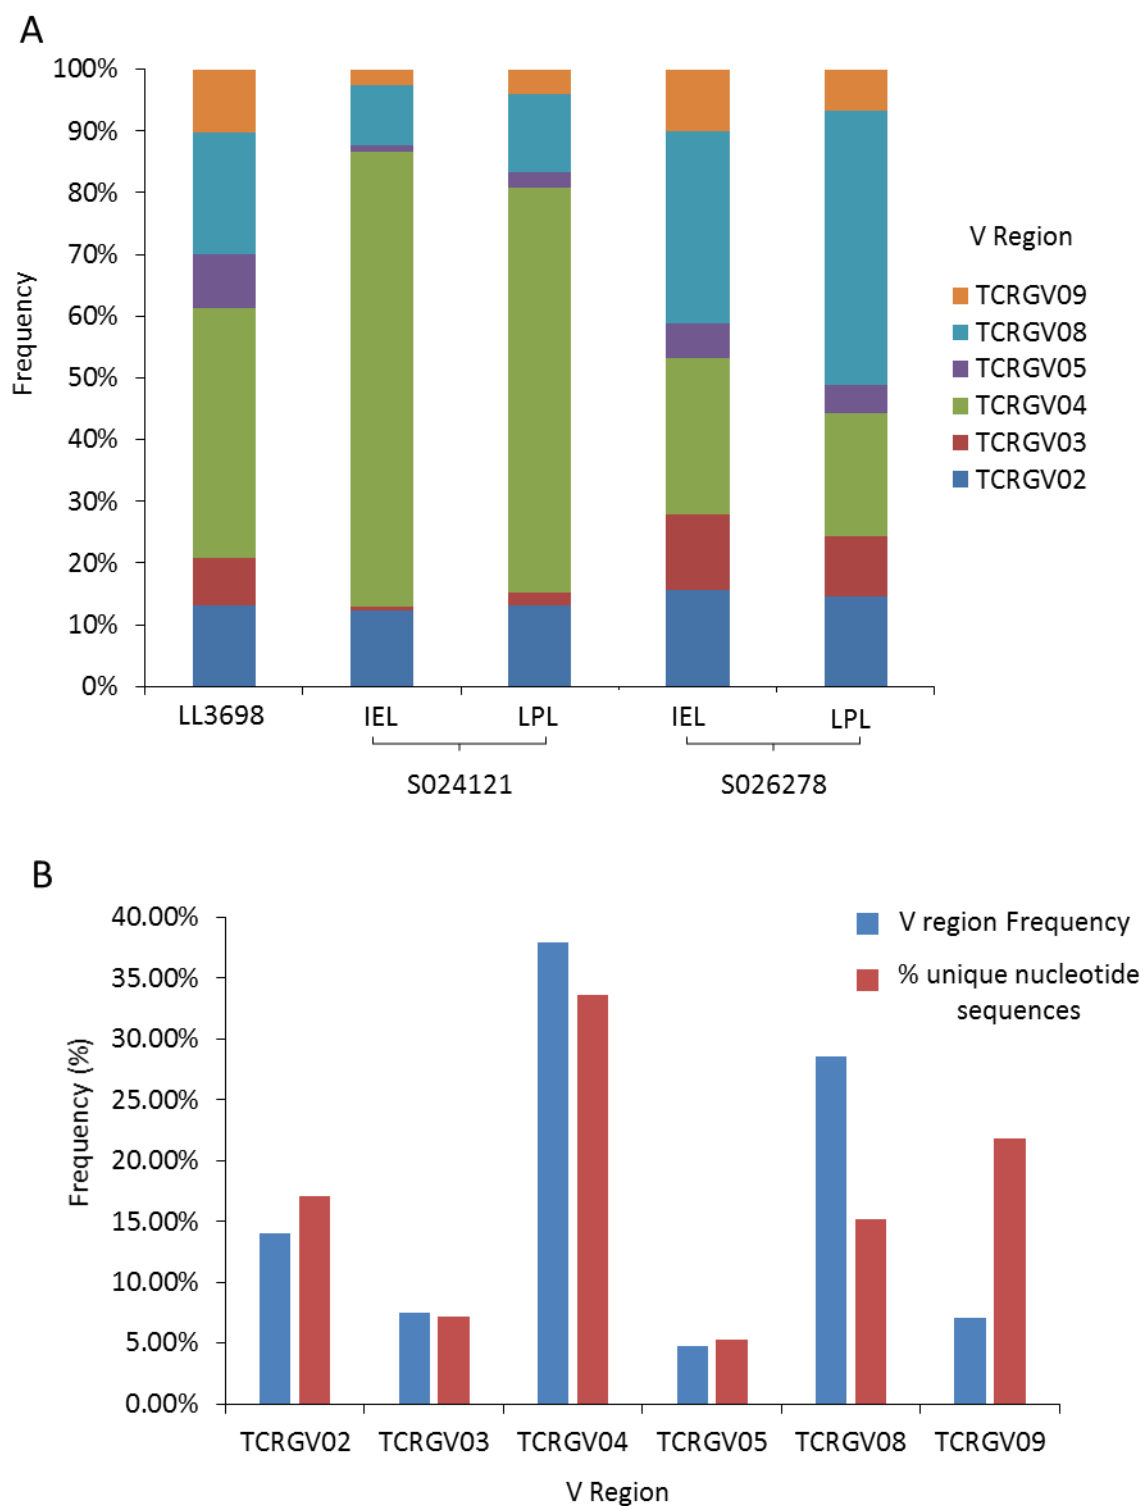 A
100%
90%
80%
70%
60%
50%
40%
30%
20%
10%
0%
Frequency
LL3698
IEL
LPL
IEL
LPL
S024121
S026278
V Region
TCRGV09
TCRGV08
TCRGV05
TCRGV04
TCRGV03
TCRGV02
B
40.00%
35.00%
30.00%
25.00%
20.00%
15.00%
10.00%
5.00%
0.00%
Frequency (%)
V region Frequency
% unique nucleotide
sequences
TCRGV02
TCRGV03
TCRGV04
TCRGV05
TCRGV08
TCRGV09
V Region